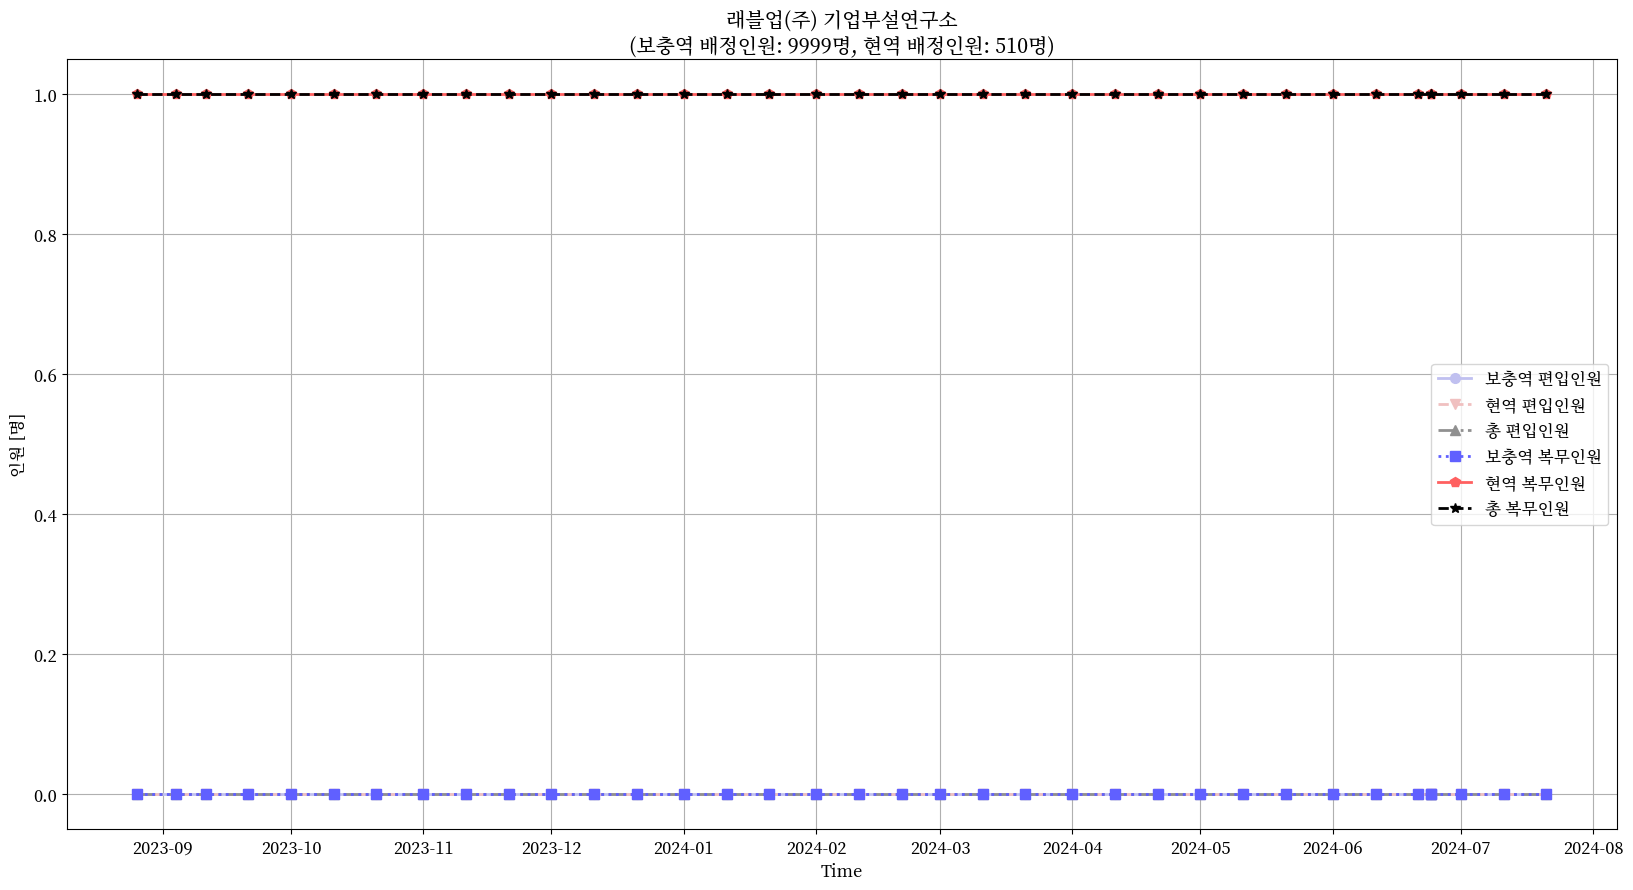 래블업(주) 기업부설연구소
(보충역 배정인원: 9999명, 현역 배정인원: 510명)
1.0
0.8
0.6
0.4
0.2
0.0
인원 [명]
보충역 편입인원
현역 편입인원
총 편입인원
보충역 복무인원
현역 복무인원
총 복무인원
2023-09 2023-10 2023-11 2023-12 2024-01 2024-02 2024-03 2024-04 2024-05 2024-06 2024-07 2024-08
Time